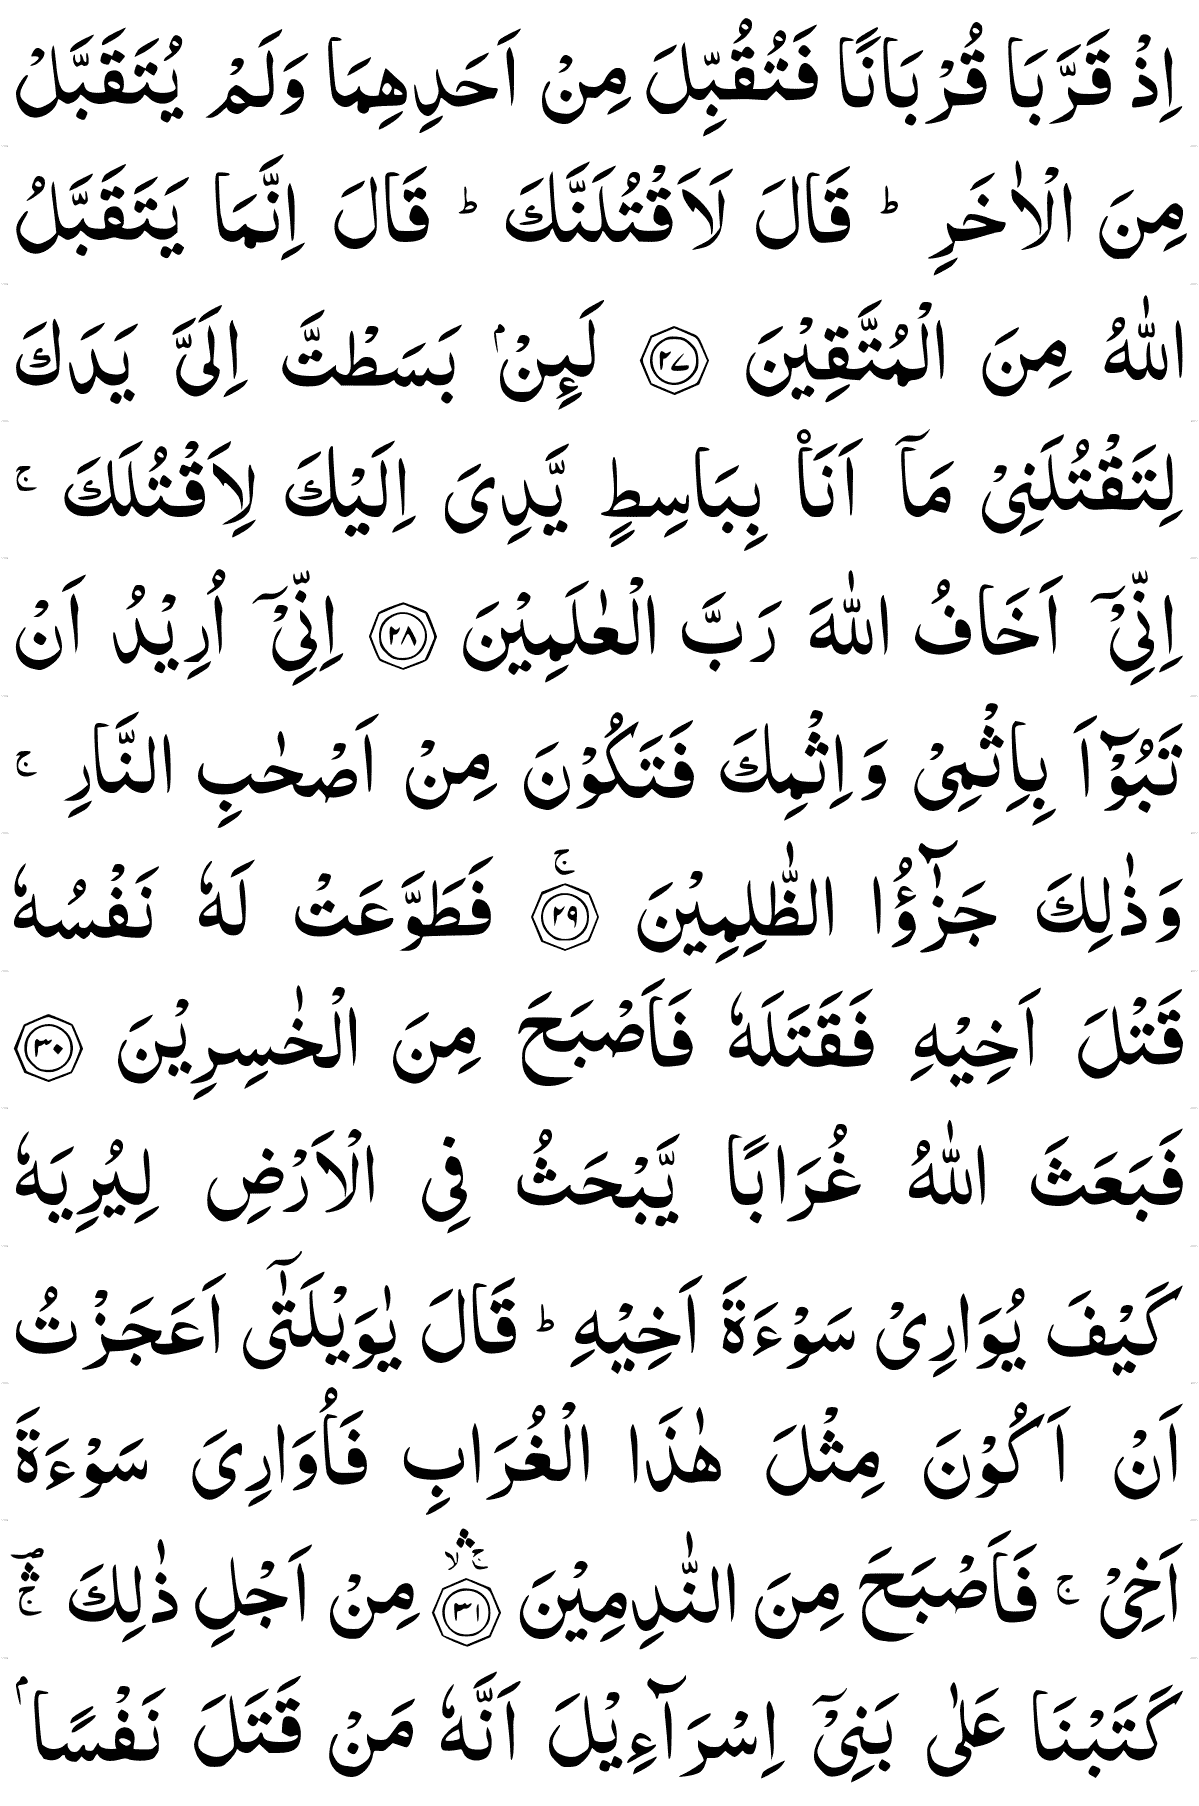 اِذْ قَرَّبَا قُرْبَانًا فَتُقُبِّلَ مِنْ اَحَدِهِمَا وَلَمْ يُتَقَبَّلْ
مِنَ الْاٰخَرِ ؕ قَالَ لَاَقْتُلَنَّكَ ؕ قَالَ اِنَّمَا يَتَقَبَّلُ
اللّٰهُ مِنَ الْمُتَّقِيْنَ ﴿۲۷﴾ لَئِنْۢ بَسَطْتَّ اِلَىَّ يَدَكَ
لِتَقْتُلَنِىْ مَاۤ اَنَا۟ بِبَاسِطٍ يَّدِىَ اِلَيْكَ لِاَقْتُلَكَ ۚ
اِنِّىْۤ اَخَافُ اللّٰهَ رَبَّ الْعٰلَمِيْنَ ﴿۲۸﴾ اِنِّىْۤ اُرِيْدُ اَنْ
تَبُوْٓاَ بِاِثْمِىْ وَاِثْمِكَ فَتَكُوْنَ مِنْ اَصْحٰبِ النَّارِ ۚ
وَذٰلِكَ جَزٰٓؤُا الظّٰلِمِيْنَ ۚ﴿۲۹﴾ فَطَوَّعَتْ لَهٗ نَفْسُهٗ
قَتْلَ اَخِيْهِ فَقَتَلَهٗ فَاَصْبَحَ مِنَ الْخٰسِرِيْنَ ﴿۳۰﴾
فَبَعَثَ اللّٰهُ غُرَابًا يَّبْحَثُ فِى الْاَرْضِ لِيُرِيَهٗ
كَيْفَ يُوَارِىْ سَوْءَةَ اَخِيْهِ ؕ قَالَ يٰوَيْلَتٰٓى اَعَجَزْتُ
اَنْ اَكُوْنَ مِثْلَ هٰذَا الْغُرَابِ فَاُوَارِىَ سَوْءَةَ
اَخِىْ ۚ فَاَصْبَحَ مِنَ النّٰدِمِيْنَ ۛۚۙ﴿۳۱﴾ مِنْ اَجْلِ ذٰلِكَ ۛۚؔ
كَتَبْنَا عَلٰى بَنِىْۤ اِسْرَآءِيْلَ اَنَّهٗ مَنْ قَتَلَ نَفْسًۢا